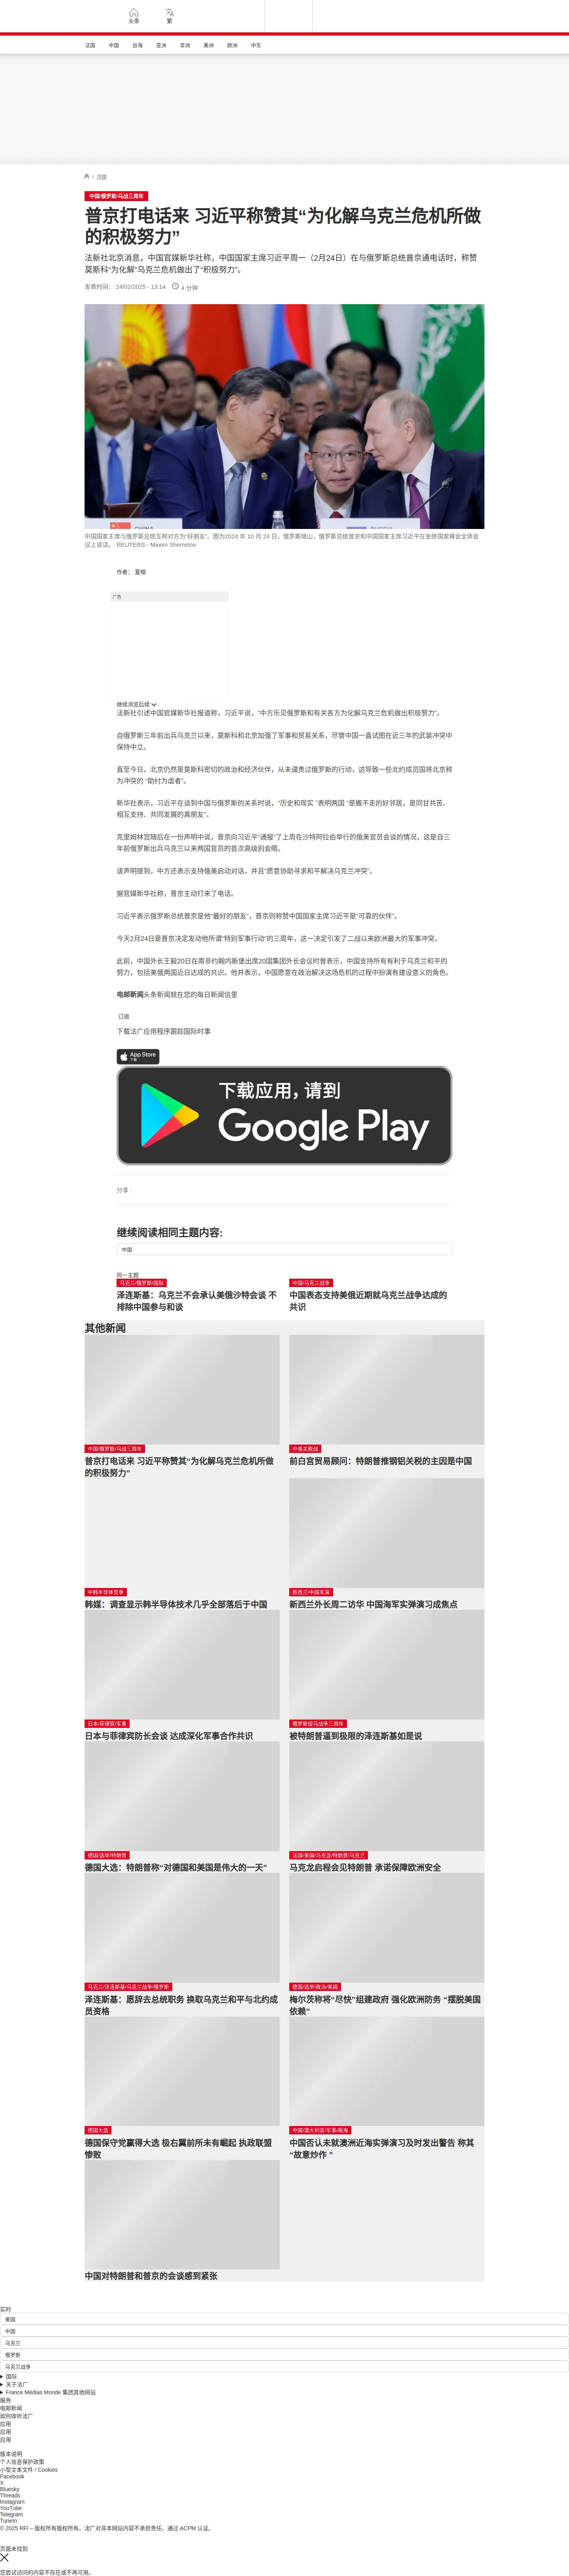 头条
繁
法国 中国 台海 亚洲 非洲 美洲 欧洲 中东
/ 中国
中国/俄罗斯/乌战三周年
普京打电话来 习近平称赞其“为化解乌克兰危机所做
的积极努力”
法新社北京消息，中国官媒新华社称，中国国家主席习近平周一（2月24日）在与俄罗斯总统普京通电话时，称赞
莫斯科“为化解”乌克兰危机做出了“积极努力”。
发表时间： 24/02/2025 - 13:14 4 分钟
CHINA
RUSSIA
中国国家主席与俄罗斯总统互称对方为“好朋友”。图为2024 年 10 月 24 日，俄罗斯喀山，俄罗斯总统普京和中国国家主席习近平在金砖国家峰会全体会
议上谈话。 REUTERS - Maxim Shemetov
作者： 夏榕
广告
继续浏览后续
法新社引述中国官媒新华社报道称，习近平说，“中方乐见俄罗斯和有关各方为化解乌克兰危机做出积极努力”。
自俄罗斯三年前出兵乌克兰以来，莫斯科和北京加强了军事和贸易关系，尽管中国一直试图在近三年的武装冲突中
保持中立。
直至今日，北京仍然是莫斯科密切的政治和经济伙伴，从未谴责过俄罗斯的行动，这导致一些北约成员国将北京称
为冲突的 “助纣为虐者”。
新华社表示，习近平在谈到中国与俄罗斯的关系时说，“历史和现实 ”表明两国 “是搬不走的好邻居，是同甘共苦、
相互支持、共同发展的真朋友”。
克里姆林宫随后在一份声明中说，普京向习近平“通报”了上周在沙特阿拉伯举行的俄美官员会谈的情况，这是自三
年前俄罗斯出兵乌克兰以来两国官员的首次高级别会晤。
该声明提到，中方还表示支持俄美启动对话，并且“愿意协助寻求和平解决乌克兰冲突”。
据官媒新华社称，普京主动打来了电话。
习近平表示俄罗斯总统普京是他“最好的朋友”，普京则称赞中国国家主席习近平是“可靠的伙伴”。
今天2月24日是普京决定发动他所谓“特别军事行动”的三周年，这一决定引发了二战以来欧洲最大的军事冲突。
此前，中国外长王毅20日在南非约翰内斯堡出席20国集团外长会议时曾表示，中国支持所有有利于乌克兰和平的
努力，包括美俄两国近日达成的共识。他并表示，中国愿意在政治解决这场危机的过程中扮演有建设意义的角色。
电邮新闻头条新闻就在您的每日新闻信里
订阅
下载法广应用程序跟踪国际时事
App Store
下载
下载应用，请到
Google Play
分享 :
继续阅读相同主题内容:
中国
同一主题
乌克兰/俄罗斯/国际
泽连斯基：乌克兰不会承认美俄沙特会谈 不
排除中国参与和谈
中国/乌克兰战争
中国表态支持美俄近期就乌克兰战争达成的
共识
其他新闻
中国/俄罗斯/乌战三周年
普京打电话来 习近平称赞其“为化解乌克兰危机所做
的积极努力”
中美关税战
前白宫贸易顾问：特朗普推钢铝关税的主因是中国
中韩半导体竞争
韩媒：调查显示韩半导体技术几乎全部落后于中国
新西兰/中国军演
新西兰外长周二访华 中国海军实弹演习成焦点
日本/菲律宾/军事
日本与菲律宾防长会谈 达成深化军事合作共识
俄罗斯侵乌战争三周年
被特朗普逼到极限的泽连斯基如是说
德国/选举/特朗普
德国大选：特朗普称“对德国和美国是伟大的一天”
法国/美国/马克龙/特朗普/乌克兰
马克龙启程会见特朗普 承诺保障欧洲安全
乌克兰/泽连斯基/乌克兰战争/俄罗斯
泽连斯基：愿辞去总统职务 换取乌克兰和平与北约成
员资格
德国/选举/政治/美国
梅尔茨称将“尽快”组建政府 强化欧洲防务 “摆脱美国
依赖”
德国大选
德国保守党赢得大选 极右翼前所未有崛起 执政联盟
惨败
中国/澳大利亚/军事/南海
中国否认未就澳洲近海实弹演习及时发出警告 称其
“故意炒作 ”
中国对特朗普和普京的会谈感到紧张
实时
美国
中国
乌克兰
俄罗斯
乌克兰战争
国际
关于法广
France Médias Monde 集团其他网站
服务
电邮新闻
如何收听法广
应用
应用
应用
版本说明
个人信息保护政策
小型文本文件 / Cookies
Facebook
X
Bluesky
Threads
Instagram
YouTube
Telegram
TuneIn
© 2025 RFI – 版权所有版权所有。法广对非本网站内容不承担责任。通过 ACPM 认证。
页面未找到
您尝试访问的内容不存在或不再可用。